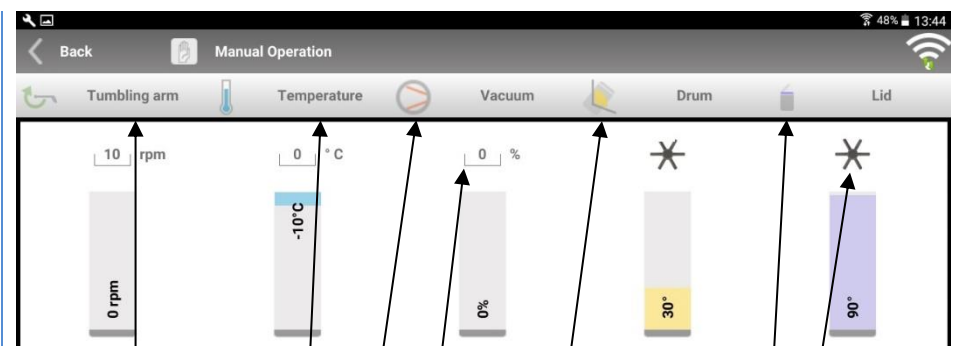 48% 13:44
Back Manual Operation
Tumbling arm Temperature Vacuum Drum Lid
10 rpm 0 °C 0 %
0 rpm -10°C 0% 30° 90°